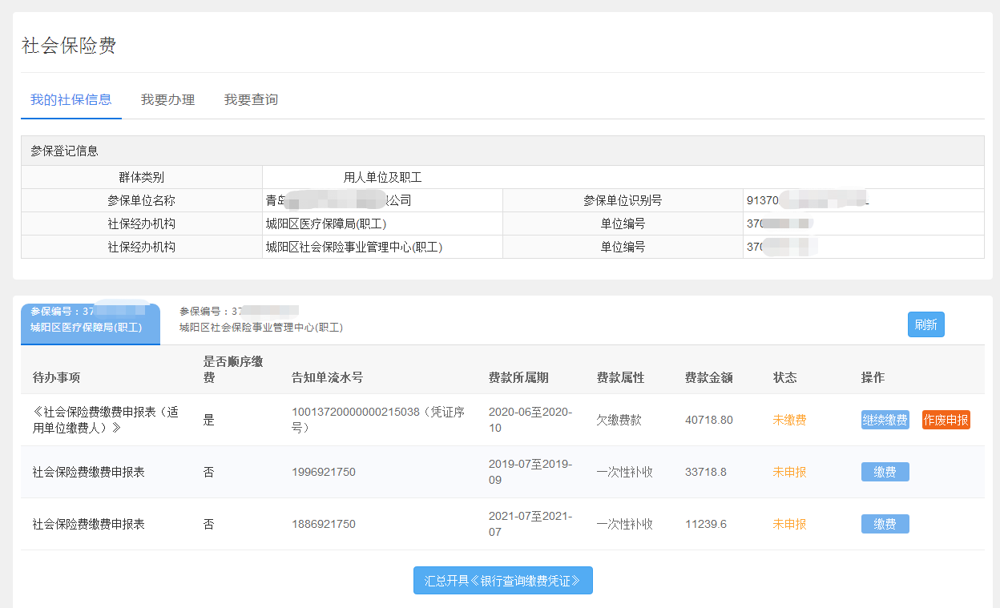 社会保险费
我的社保信息 我要办理 我要查询
参保登记信息
群体类别 用人单位及职工
参保单位名称 青岛 公司 参保单位识别号 91370
社保经办机构 城阳区医疗保障局(职工) 单位编号 370
社保经办机构 城阳区社会保险事业管理中心(职工) 单位编号 370
参保编号：37 参保编号：37
城阳区医疗保障局(职工) 城阳区社会保险事业管理中心(职工) 刷新
待办事项 是否顺序缴费 告知单流水号 费款所属期 费款属性 费款金额 状态 操作
《社会保险费缴费申报表（适用单位缴费人）》 是 10013720000000215038（凭证序号） 2020-06至2020-10 欠缴费款 40718.80 未缴费 继续缴费 作废申报
社会保险费缴费申报表 否 1996921750 2019-07至2019-09 一次性补收 33718.8 未申报 缴费
社会保险费缴费申报表 否 1886921750 2021-07至2021-07 一次性补收 11239.6 未申报 缴费
汇总开具《银行查询缴费凭证》